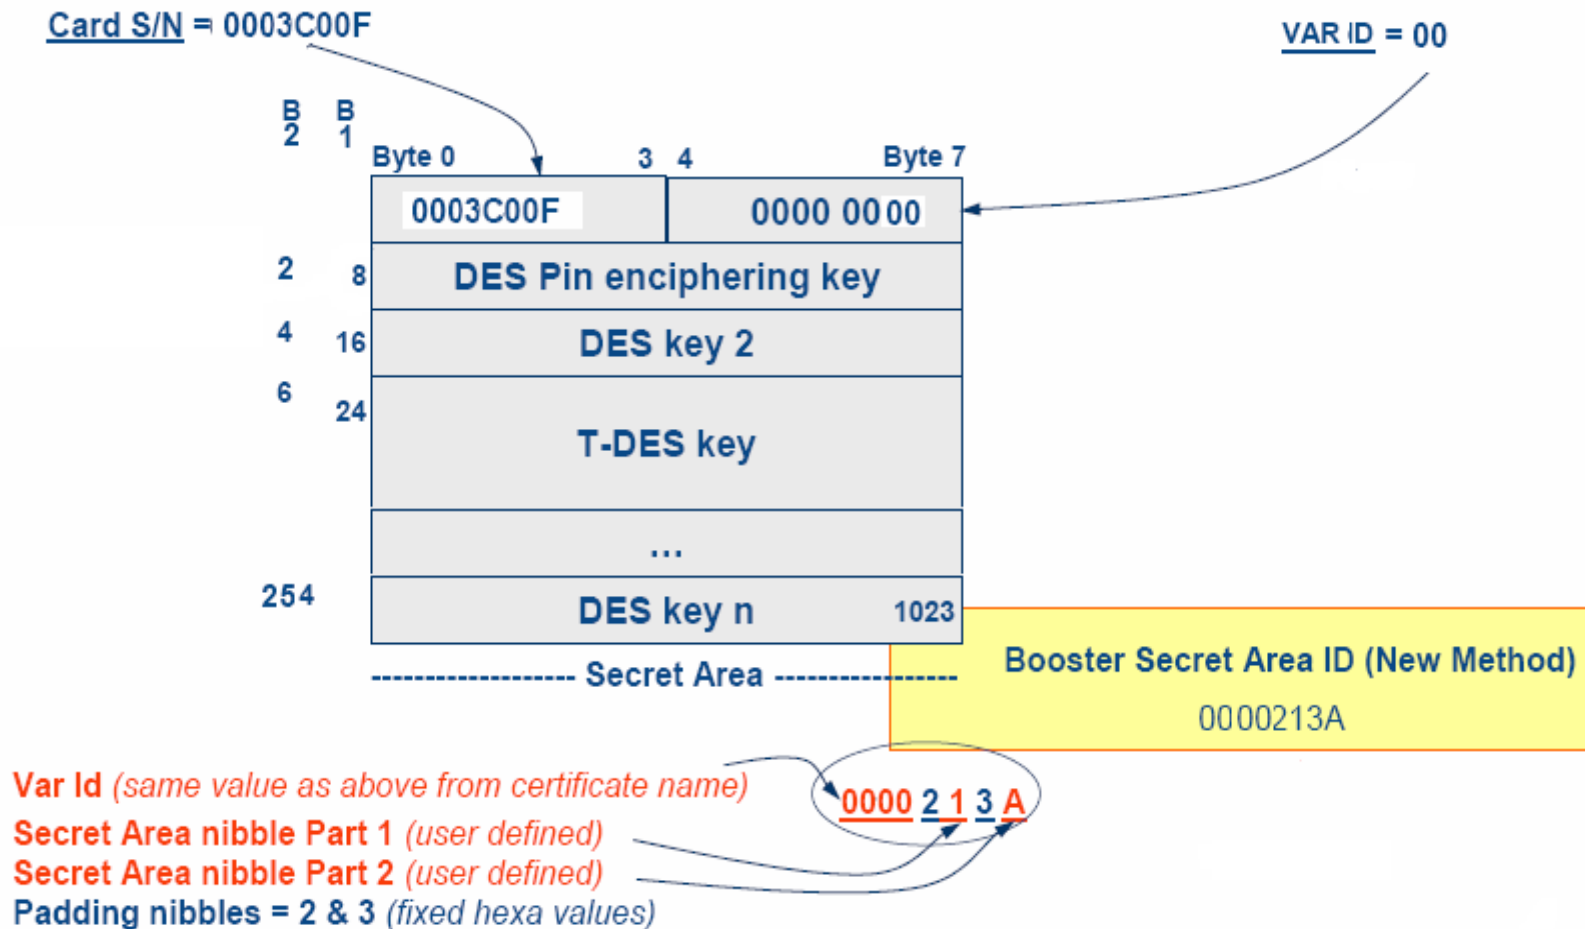 Card S/N = 0003C00F
VAR ID = 00
B B
2 1
Byte 0 3 4 Byte 7
0003C00F 0000 0000
2 8 DES Pin enciphering key
4 16 DES key 2
6 24
T-DES key
...
254 DES key n 1023
Booster Secret Area ID (New Method)
----------------- Secret Area ---------------
0000213A
Var Id (same value as above from certificate name)
0000 2 1 3 A
Secret Area nibble Part 1 (user defined)
Secret Area nibble Part 2 (user defined)
Padding nibbles = 2 & 3 (fixed hexa values)